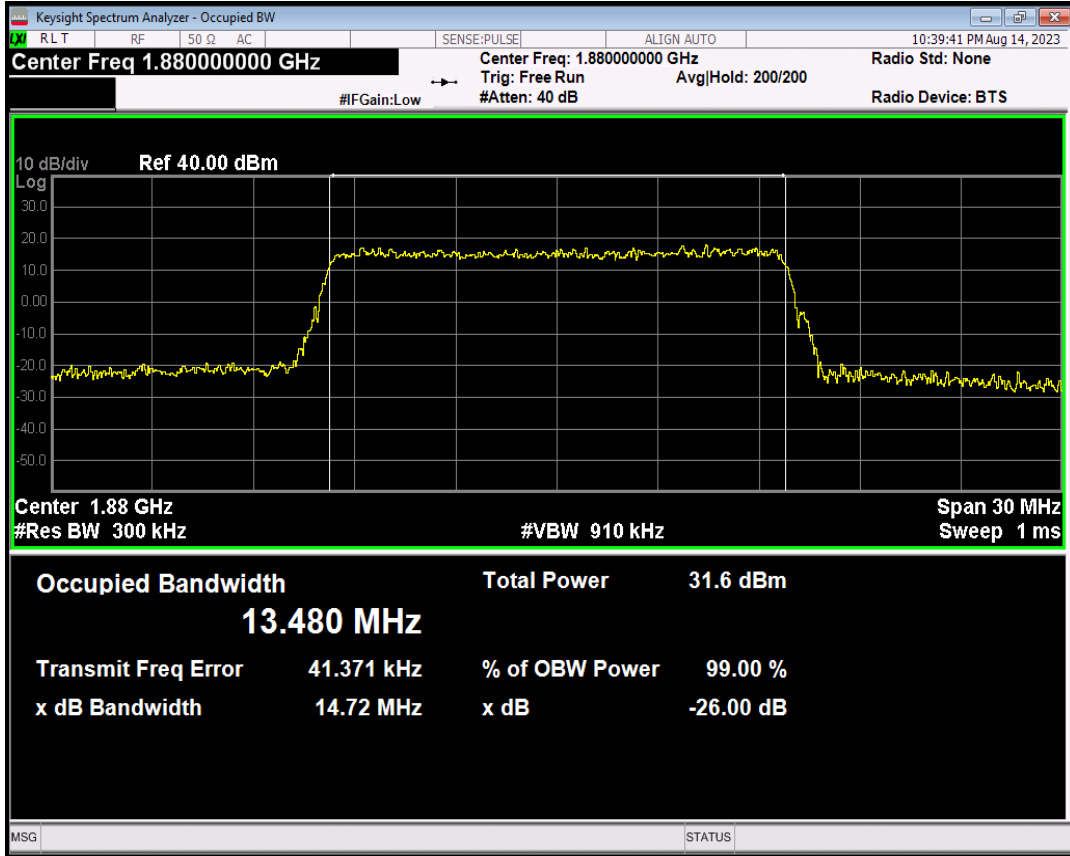 Keysight Spectrum Analyzer - Occupied BW
LXI RLT RF 50 Ω AC SENSE:PULSE ALIGN AUTO 10:39:41 PM Aug 14, 2023
Center Freq 1.880000000 GHz Center Freq: 1.880000000 GHz Radio Std: None
Trig: Free Run Avg|Hold: 200/200
#IFGain:Low #Atten: 40 dB Radio Device: BTS
10 dB/div Ref 40.00 dBm
Log
30.0
20.0
10.0
0.00
-10.0
-20.0
-30.0
-40.0
-50.0
Center 1.88 GHz Span 30 MHz
#Res BW 300 kHz #VBW 910 kHz Sweep 1 ms
Occupied Bandwidth Total Power 31.6 dBm
13.480 MHz
Transmit Freq Error 41.371 kHz % of OBW Power 99.00 %
x dB Bandwidth 14.72 MHz x dB -26.00 dB
MSG STATUS